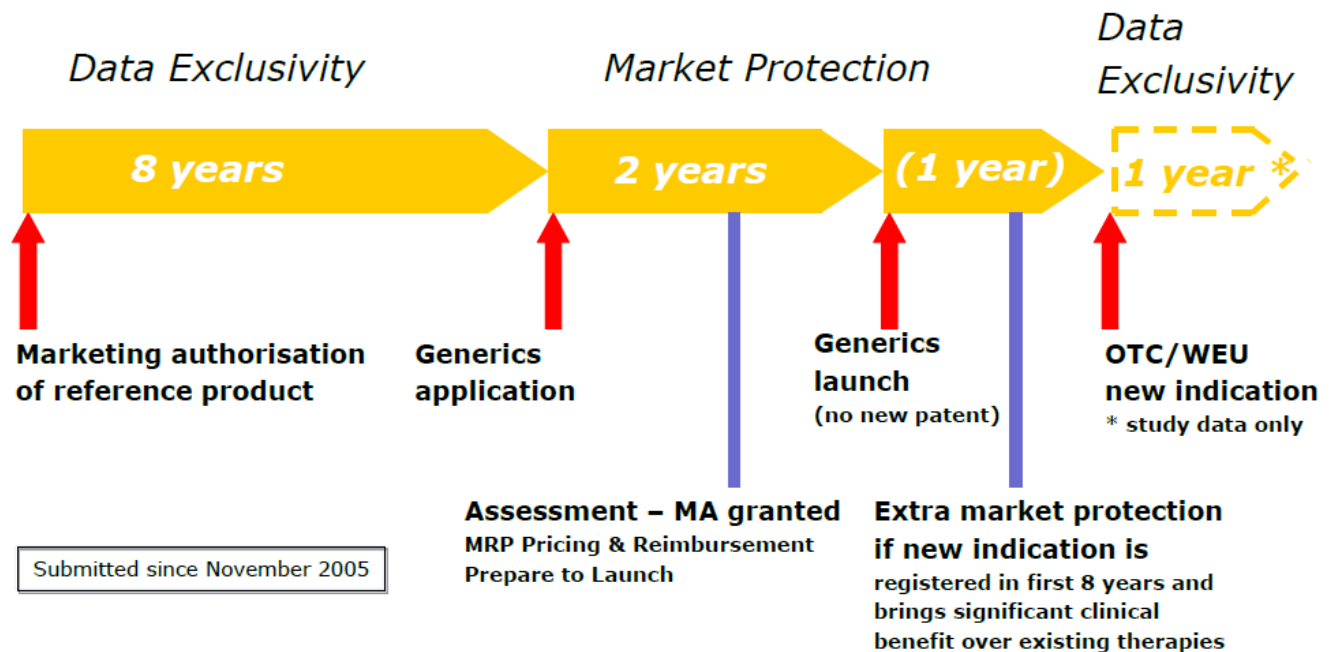 Data Exclusivity
Market Protection
Data
Exclusivity
8 years
2 years
(1 year)
1 year *
Marketing authorisation
of reference product
Generics
application
Generics
launch
(no new patent)
OTC/WEU
new indication
* study data only
Assessment – MA granted
MRP Pricing & Reimbursement
Prepare to Launch
Extra market protection
if new indication is
registered in first 8 years and
brings significant clinical
benefit over existing therapies
Submitted since November 2005